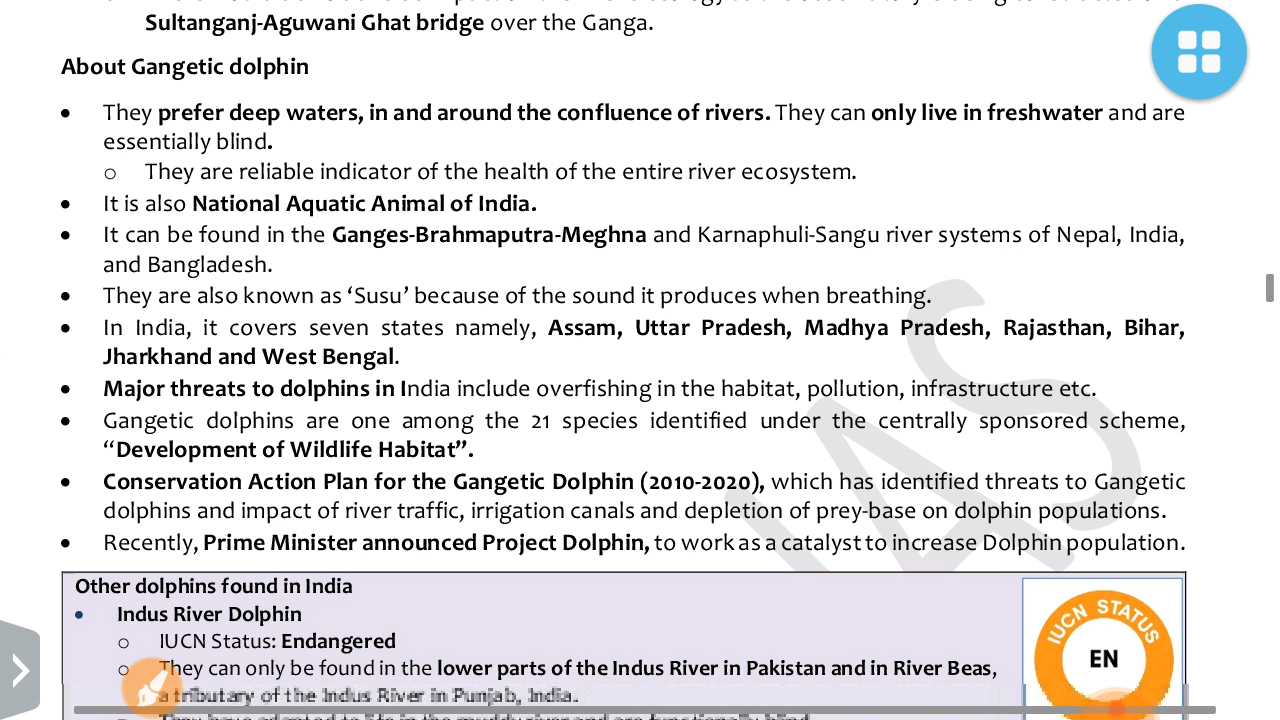 Sultanganj-Aguwani Ghat bridge over the Ganga.
About Gangetic dolphin
• They prefer deep waters, in and around the confluence of rivers. They can only live in freshwater and are
essentially blind.
o They are reliable indicator of the health of the entire river ecosystem.
• It is also National Aquatic Animal of India.
• It can be found in the Ganges-Brahmaputra-Meghna and Karnaphuli-Sangu river systems of Nepal, India,
and Bangladesh.
• They are also known as ‘Susu’ because of the sound it produces when breathing.
• In India, it covers seven states namely, Assam, Uttar Pradesh, Madhya Pradesh, Rajasthan, Bihar,
Jharkhand and West Bengal.
• Major threats to dolphins in India include overfishing in the habitat, pollution, infrastructure etc.
• Gangetic dolphins are one among the 21 species identified under the centrally sponsored scheme,
“Development of Wildlife Habitat”.
• Conservation Action Plan for the Gangetic Dolphin (2010-2020), which has identified threats to Gangetic
dolphins and impact of river traffic, irrigation canals and depletion of prey-base on dolphin populations.
• Recently, Prime Minister announced Project Dolphin, to work as a catalyst to increase Dolphin population.
Other dolphins found in India
• Indus River Dolphin
o IUCN Status: Endangered
o They can only be found in the lower parts of the Indus River in Pakistan and in River Beas,
a tributary of the Indus River in Punjab, India.
IUCN STATUS
EN
IAS